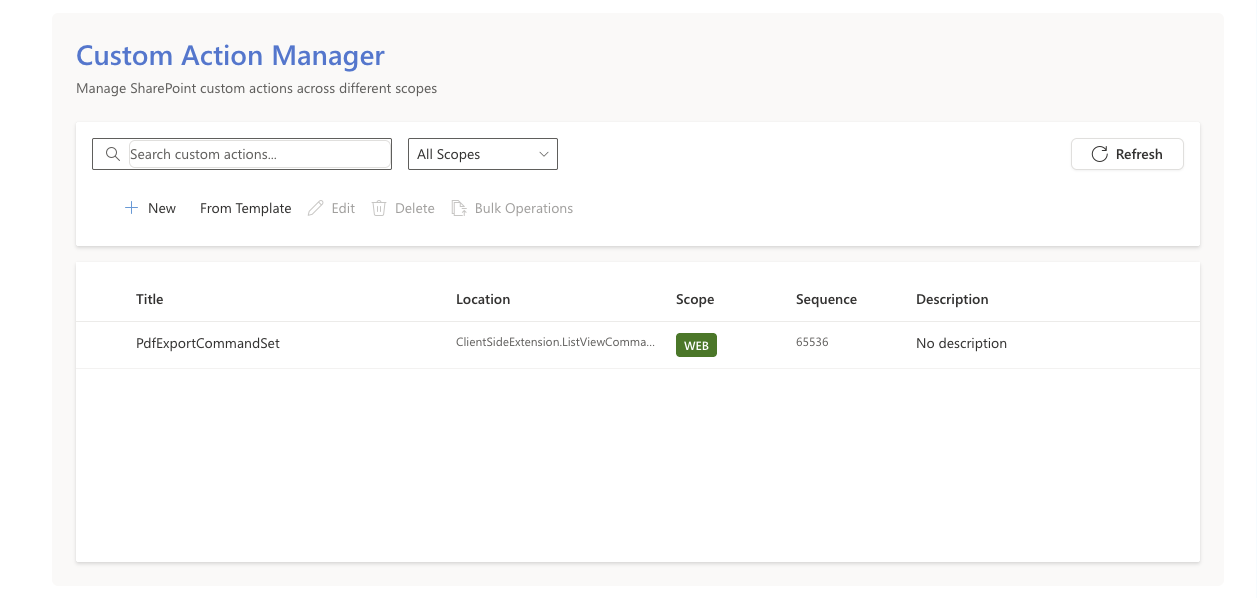 Custom Action Manager
Manage SharePoint custom actions across different scopes
Search custom actions... All Scopes Refresh
New From Template Edit Delete Bulk Operations
Title Location Scope Sequence Description
PdfExportCommandSet ClientSideExtension.ListViewComma... WEB 65536 No description